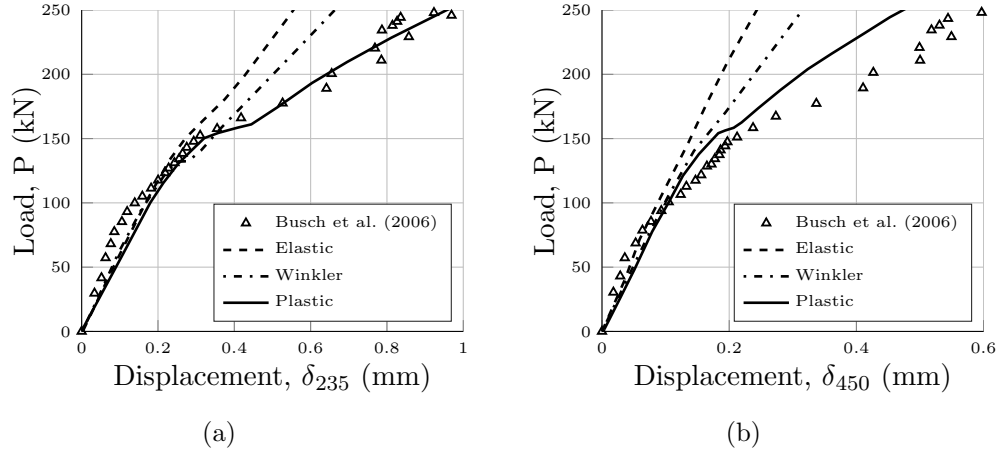 250
200
150
100
50
0
0
0.2
0.4
0.6
0.8
1
Load, P (kN)
Displacement, δ235 (mm)
Busch et al. (2006)
Elastic
Winkler
Plastic
(a)
250
200
150
100
50
0
0
0.2
0.4
0.6
Load, P (kN)
Displacement, δ450 (mm)
Busch et al. (2006)
Elastic
Winkler
Plastic
(b)